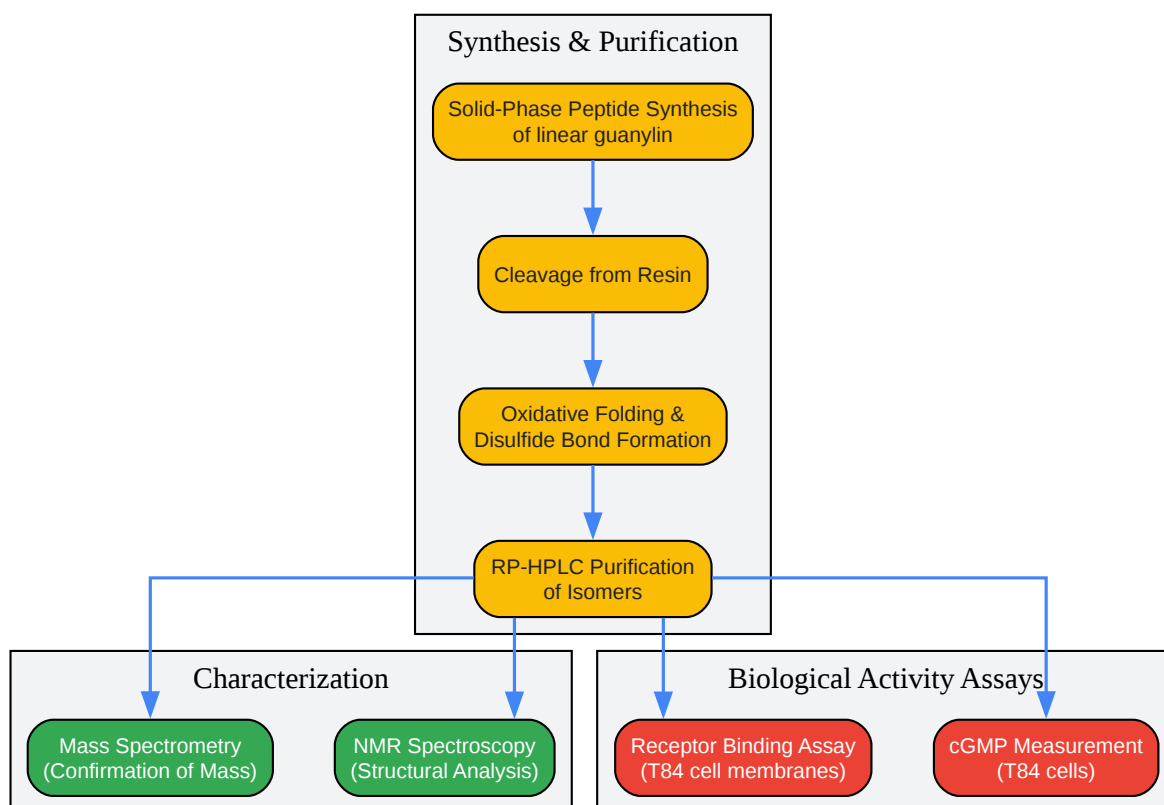 Synthesis & Purification
Solid-Phase Peptide Synthesis
of linear guanylin
Cleavage from Resin
Oxidative Folding &
Disulfide Bond Formation
RP-HPLC Purification
of Isomers
Characterization
Mass Spectrometry
(Confirmation of Mass)
NMR Spectroscopy
(Structural Analysis)
Biological Activity Assays
Receptor Binding Assay
(T84 cell membranes)
cGMP Measurement
(T84 cells)